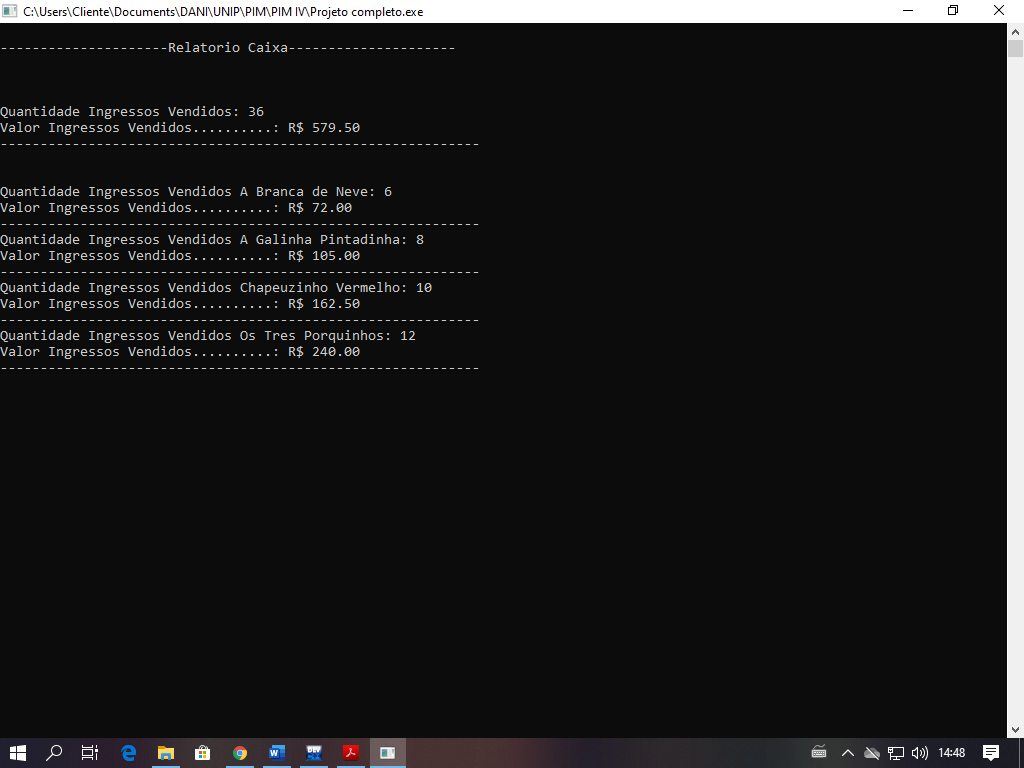 C:\Users\Cliente\Documents\DANI\UNIP\PIM\PIM IV\Projeto completo.exe
---------------------Relatorio Caixa---------------------
Quantidade Ingressos Vendidos: 36
Valor Ingressos Vendidos..........: R$ 579.50
------------------------------------------------------------
Quantidade Ingressos Vendidos A Branca de Neve: 6
Valor Ingressos Vendidos..........: R$ 72.00
------------------------------------------------------------
Quantidade Ingressos Vendidos A Galinha Pintadinha: 8
Valor Ingressos Vendidos..........: R$ 105.00
------------------------------------------------------------
Quantidade Ingressos Vendidos Chapeuzinho Vermelho: 10
Valor Ingressos Vendidos..........: R$ 162.50
------------------------------------------------------------
Quantidade Ingressos Vendidos Os Tres Porquinhos: 12
Valor Ingressos Vendidos..........: R$ 240.00
------------------------------------------------------------
DEV
14:48